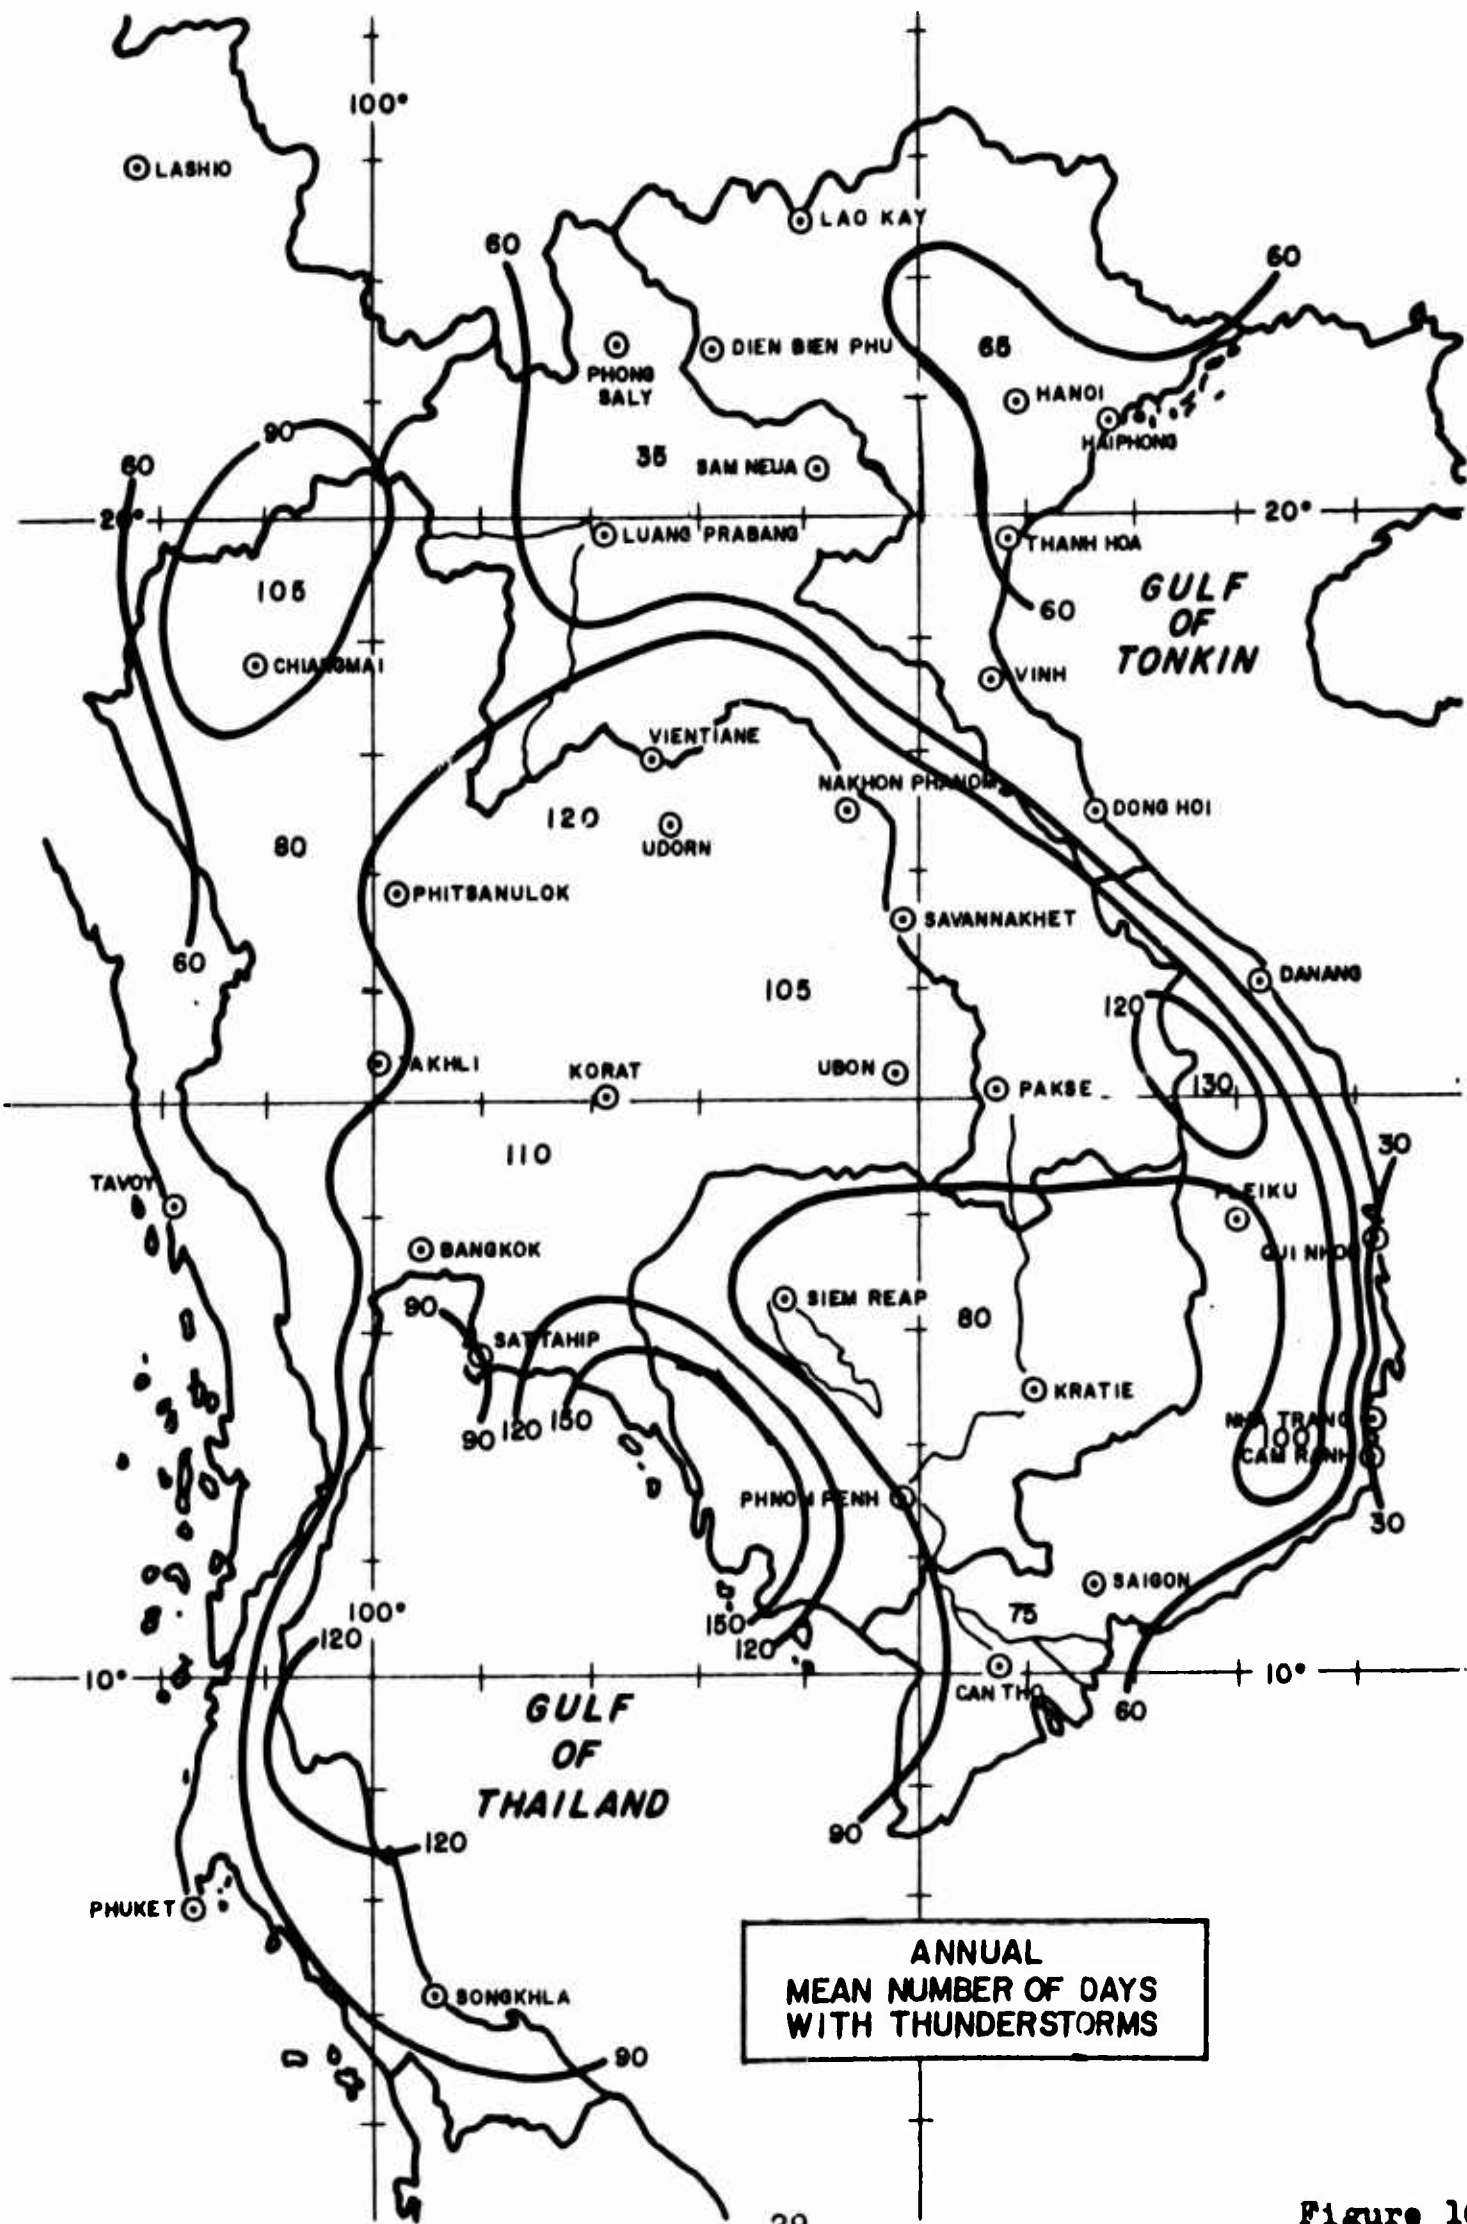 100°
LASHIO
LAO KAY
60
60
65
DIEN BIEN PHU
PHONG
SALY
HANOI
HAIPHONG
90
60
35
SAM NEUA
20°
20°
LUANG PRABANG
THANH HOA
105
GULF
OF
TONKIN
60
CHIANGMAI
VINH
VIENTIANE
NAKHON PHANOM
DONG HOI
120
UDORN
80
PHITSANULOK
SAVANNAKHET
60
DANANG
105
120
TAKHLI
KORAT
UBON
PAKSE
130
110
30
TAVOY
PLEIKU
BANGKOK
QUI NHON
90
SIEM REAP
80
SATTAHIP
KRATIE
90 120 150
NHA TRANG
100
CAM RANH
PHNOM PENH
30
SAIGON
100°
75
150
120
120
10°
10°
CAN THO
60
GULF
OF
THAILAND
90
120
PHUKET
SONGKHLA
90
ANNUAL
MEAN NUMBER OF DAYS
WITH THUNDERSTORMS
Figure